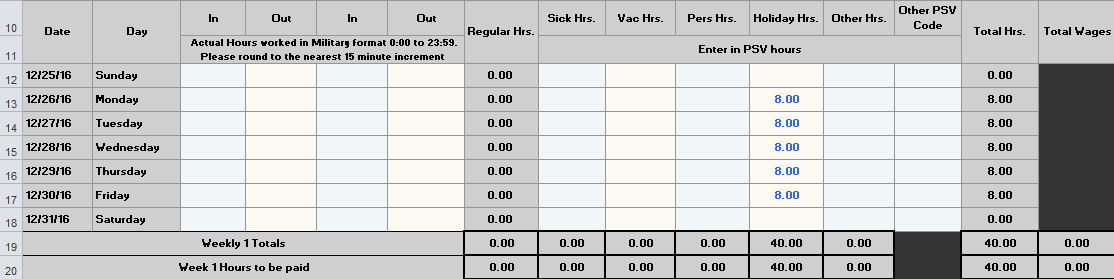 10 Date Day In Out In Out Regular Hrs. Sick Hrs. Vac Hrs. Pers Hrs. Holiday Hrs. Other Hrs. Other PSV Code Total Hrs. Total Wages
11 Actual Hours worked in Military format 0:00 to 23:59. Enter in PSV hours
Please round to the nearest 15 minute increment
12 12/25/16 Sunday 0.00 0.00
13 12/26/16 Monday 0.00 8.00 8.00
14 12/27/16 Tuesday 0.00 8.00 8.00
15 12/28/16 Wednesday 0.00 8.00 8.00
16 12/29/16 Thursday 0.00 8.00 8.00
17 12/30/16 Friday 0.00 8.00 8.00
18 12/31/16 Saturday 0.00 0.00
19 Weekly 1 Totals 0.00 0.00 0.00 0.00 40.00 0.00 40.00 0.00
20 Week 1 Hours to be paid 0.00 0.00 0.00 0.00 40.00 0.00 40.00 0.00